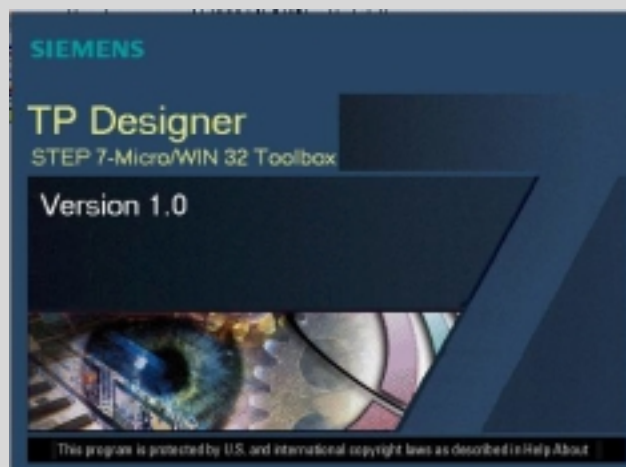 SIEMENS
TP Designer
STEP 7-Micro/WIN 32 Toolbox
Version 1.0
This program is protected by U.S. and international copyright laws as described in Help About